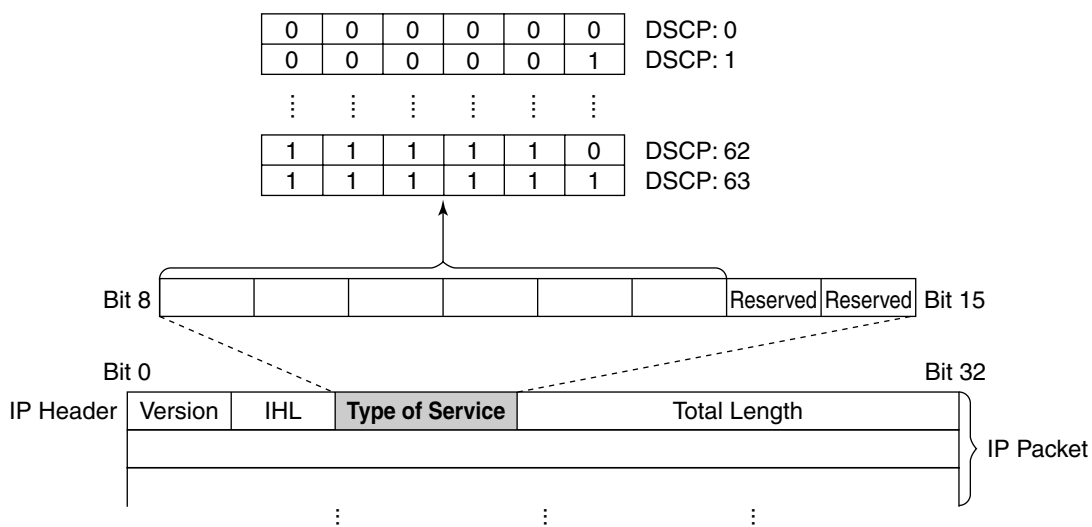 0 0 0 0 0 0 DSCP: 0
0 0 0 0 0 1 DSCP: 1
1 1 1 1 1 0 DSCP: 62
1 1 1 1 1 1 DSCP: 63
Bit 8 Reserved Reserved Bit 15
Bit 0 Bit 32
IP Header Version IHL Type of Service Total Length
IP Packet